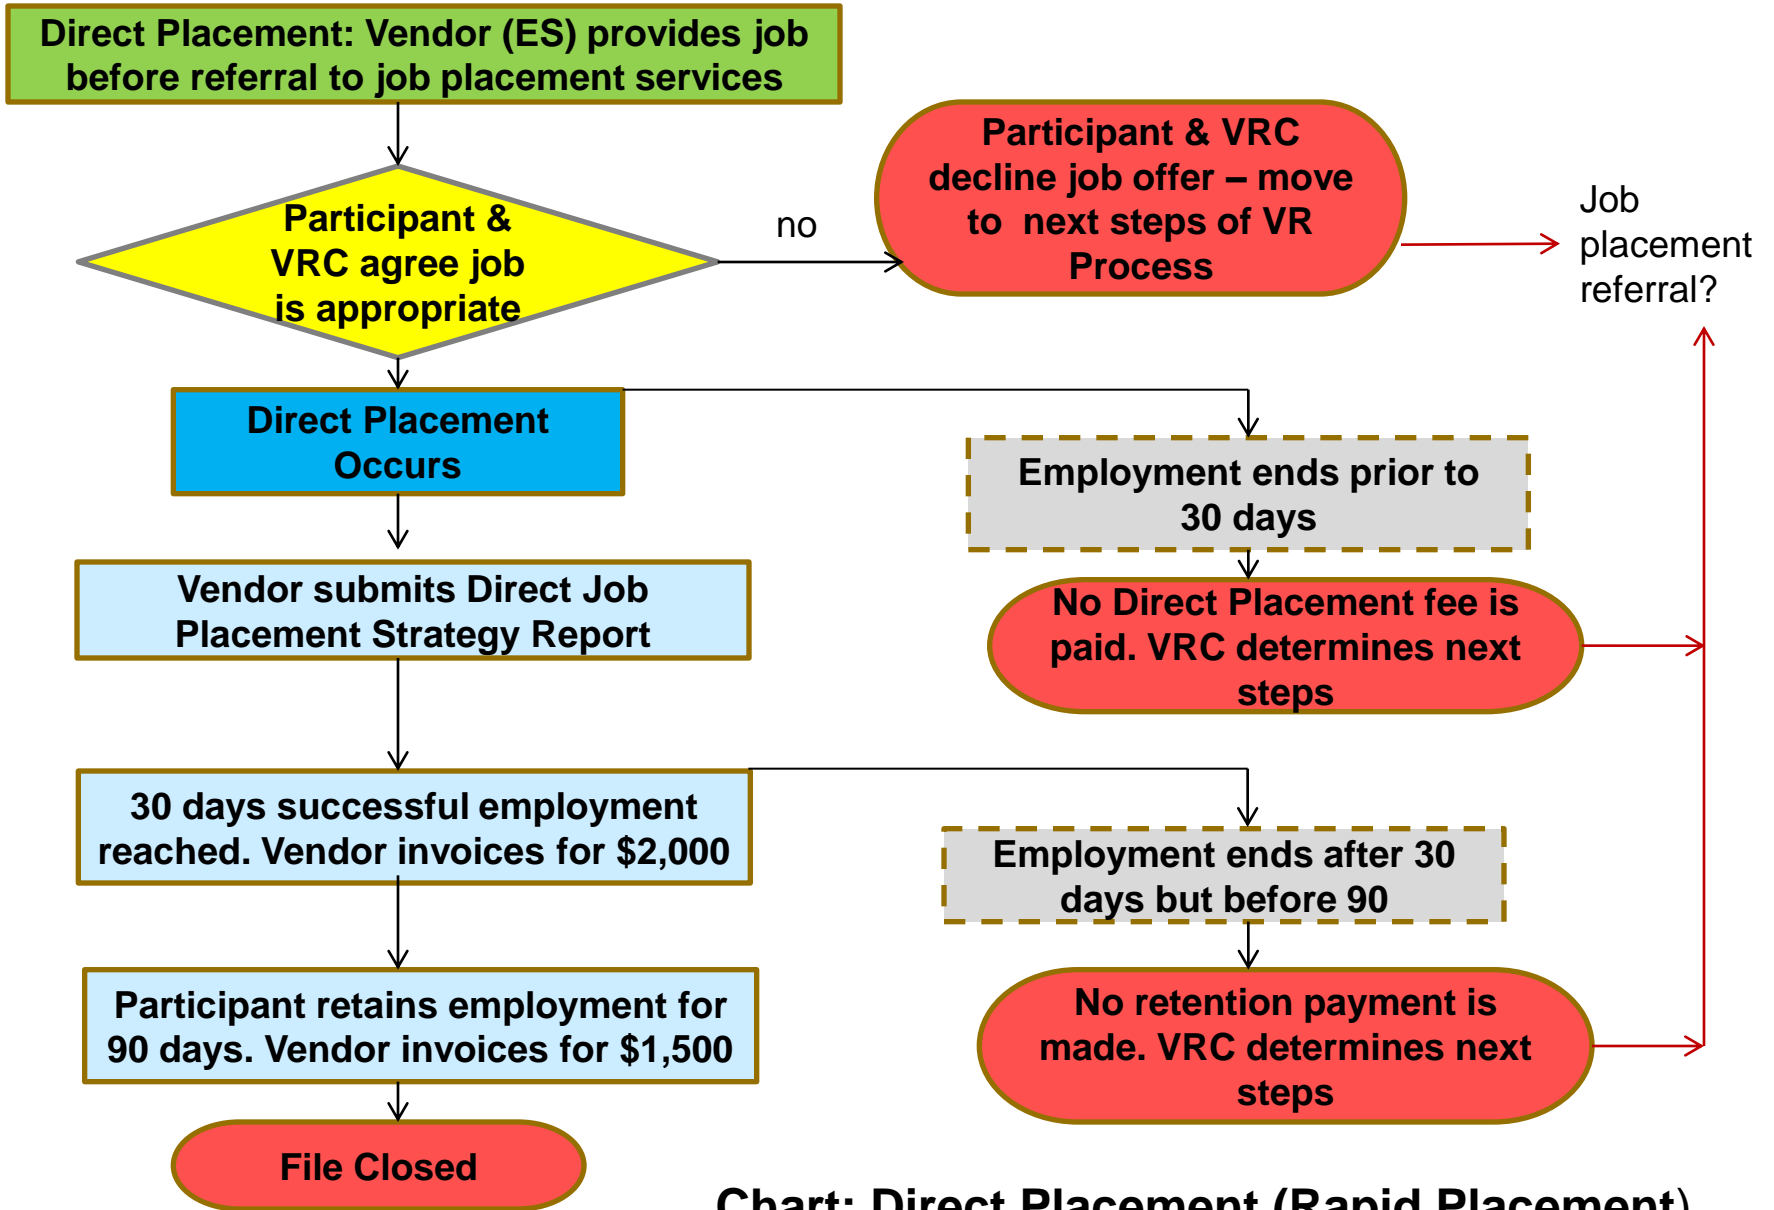 Direct Placement: Vendor (ES) provides job
before referral to job placement services
Participant & VRC
decline job offer – move
to next steps of VR
Process
Job
placement
referral?
Participant &
VRC agree job
is appropriate
no
Direct Placement
Occurs
Employment ends prior to
30 days
Vendor submits Direct Job
Placement Strategy Report
No Direct Placement fee is
paid. VRC determines next
steps
30 days successful employment
reached. Vendor invoices for $2,000
Employment ends after 30
days but before 90
Participant retains employment for
90 days. Vendor invoices for $1,500
No retention payment is
made. VRC determines next
steps
File Closed
Chart: Direct Placement (Rapid Placement)